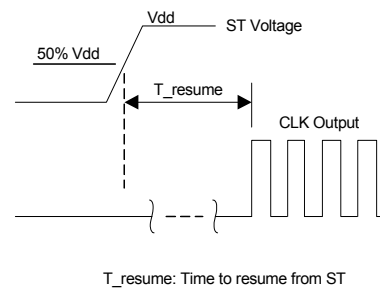 Vdd
ST Voltage
50% Vdd
T_resume
CLK Output
T_resume: Time to resume from ST